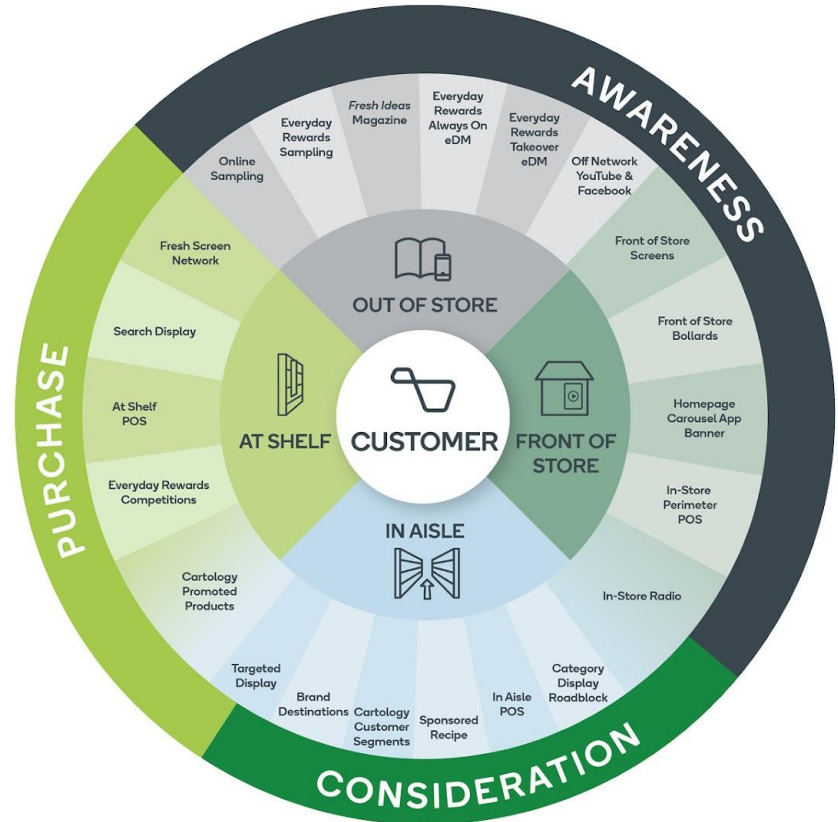 AWARENESS
Everyday
Rewards
Always On
eDM
Everyday
Rewards
Takeover
eDM
Off Network
YouTube &
Facebook
Front of Store
Screens
Front of Store
Bollards
Homepage
Carousel App
Banner
In-Store
Perimeter
POS
In-Store Radio
CONSIDERATION
Category
Display
Roadblock
In Aisle
POS
Sponsored
Recipe
Cartology
Customer
Segments
Brand
Destinations
Targeted
Display
PURCHASE
Cartology
Promoted
Products
Everyday Rewards
Competitions
At Shelf
POS
Search Display
Fresh Screen
Network
Online
Sampling
Everyday
Rewards
Sampling
Fresh Ideas
Magazine
OUT OF STORE
FRONT OF
STORE
IN AISLE
AT SHELF
CUSTOMER